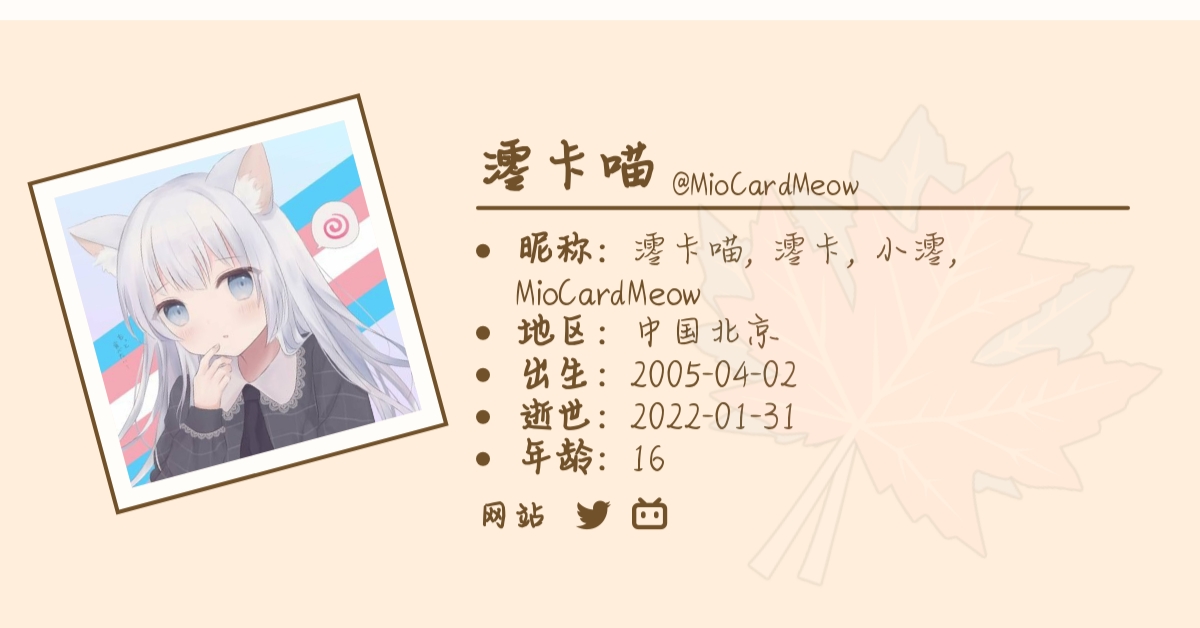 澪卡喵 @MioCardMeow
• 昵称：澪卡喵, 澪卡, 小澪,
MioCardMeow
• 地区：中国北京
• 出生：2005-04-02
• 逝世：2022-01-31
• 年龄：16
网站